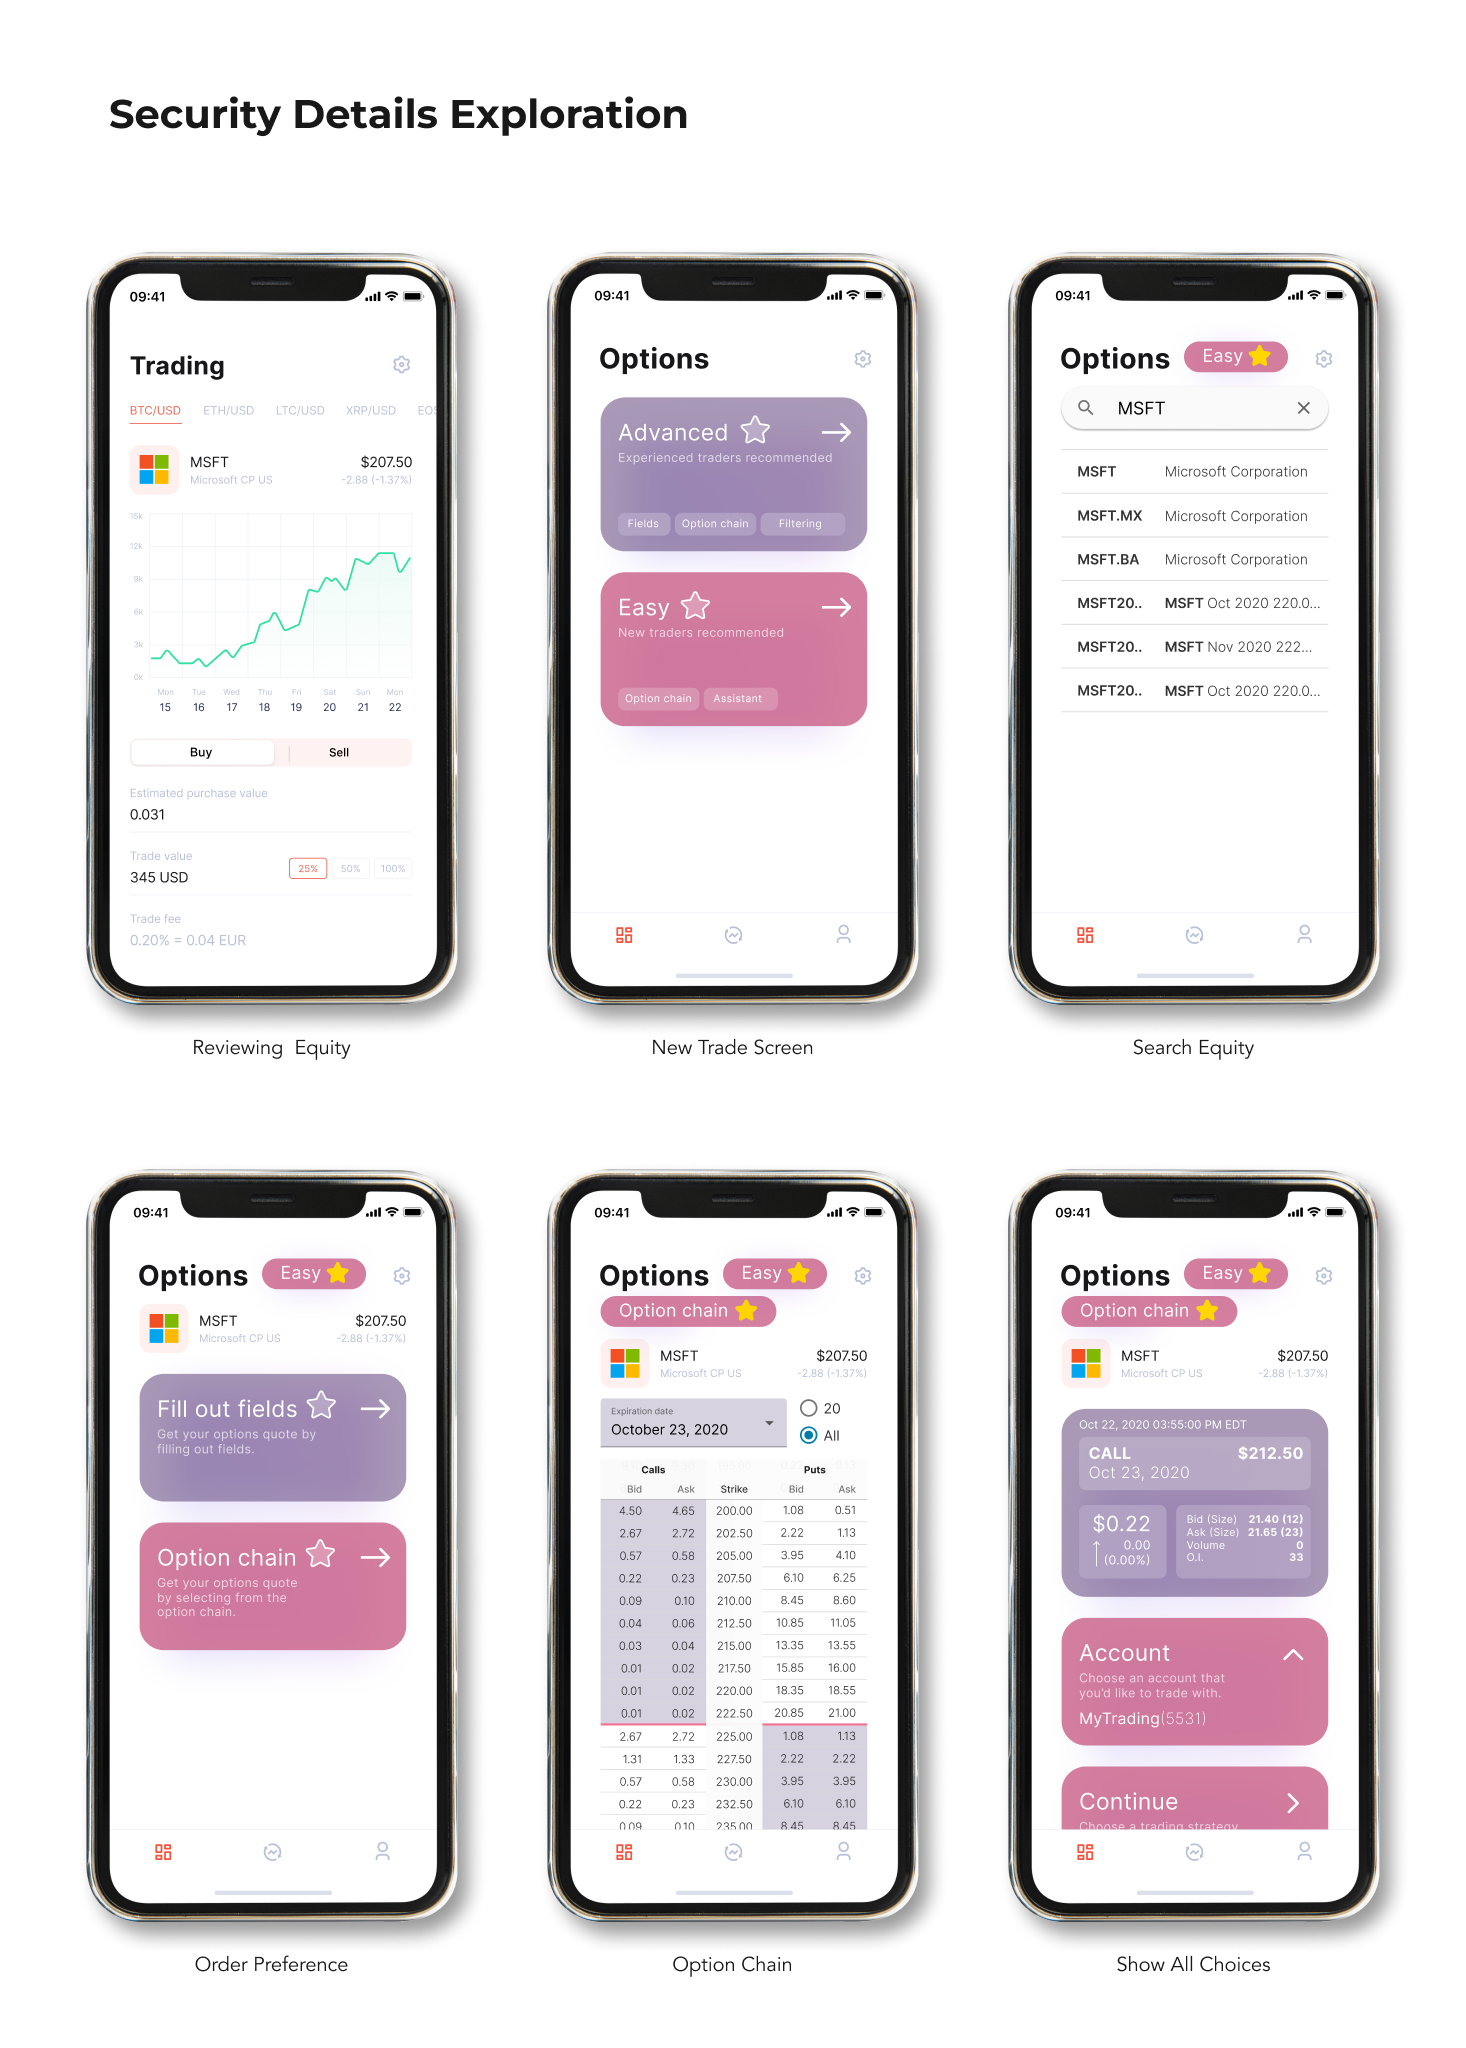 Security Details Exploration
09:41
Trading
BTC/USD ETH/USD LTC/USD XRP/USD EOS
MSFT $207.50
Microsoft CP US -2.88 (-1.37%)
15k
12k
9k
6k
3k
0k
Mon Tue Wed Thu Fri Sat Sun Mon
15 16 17 18 19 20 21 22
Buy Sell
Estimated purchase value
0.031
Trade value
345 USD 25% 50% 100%
Trade fee
0.20% = 0.04 EUR
Reviewing Equity
09:41
Options
Advanced
Experienced traders recommended
Fields Option chain Filtering
Easy
New traders recommended
Option chain Assistant
New Trade Screen
09:41
Options Easy
MSFT
MSFT Microsoft Corporation
MSFT.MX Microsoft Corporation
MSFT.BA Microsoft Corporation
MSFT20.. MSFT Oct 2020 220.0...
MSFT20.. MSFT Nov 2020 222...
MSFT20.. MSFT Oct 2020 220.0...
Search Equity
09:41
Options Easy
MSFT $207.50
Microsoft CP US -2.88 (-1.37%)
Fill out fields
Get your options quote by
filling out fields.
Option chain
Get your options quote
by selecting from the
option chain.
Order Preference
09:41
Options Easy
Option chain
MSFT $207.50
Microsoft CP US -2.88 (-1.37%)
Expiration date
October 23, 2020
20
All
Calls Puts
Bid Ask Strike Bid Ask
4.50 4.65 200.00 1.08 0.51
2.67 2.72 202.50 2.22 1.13
0.57 0.58 205.00 3.95 4.10
0.22 0.23 207.50 6.10 6.25
0.09 0.10 210.00 8.45 8.60
0.04 0.06 212.50 10.85 11.05
0.03 0.04 215.00 13.35 13.55
0.01 0.02 217.50 15.85 16.00
0.01 0.02 220.00 18.35 18.55
0.01 0.02 222.50 20.85 21.00
2.67 2.72 225.00 1.08 1.13
1.31 1.33 227.50 2.22 2.22
0.57 0.58 230.00 3.95 3.95
0.22 0.23 232.50 6.10 6.10
0.09 0.10 235.00 8.45 8.45
Option Chain
09:41
Options Easy
Option chain
MSFT $207.50
Microsoft CP US -2.88 (-1.37%)
Oct 22, 2020 03:55:00 PM EDT
CALL $212.50
Oct 23, 2020
$0.22
0.00
(0.00%)
Bid (Size) 21.40 (12)
Ask (Size) 21.65 (23)
Volume 0
O.I. 33
Account
Choose an account that
you'd like to trade with.
MyTrading(5531)
Continue
Choose a trading strategy
Show All Choices